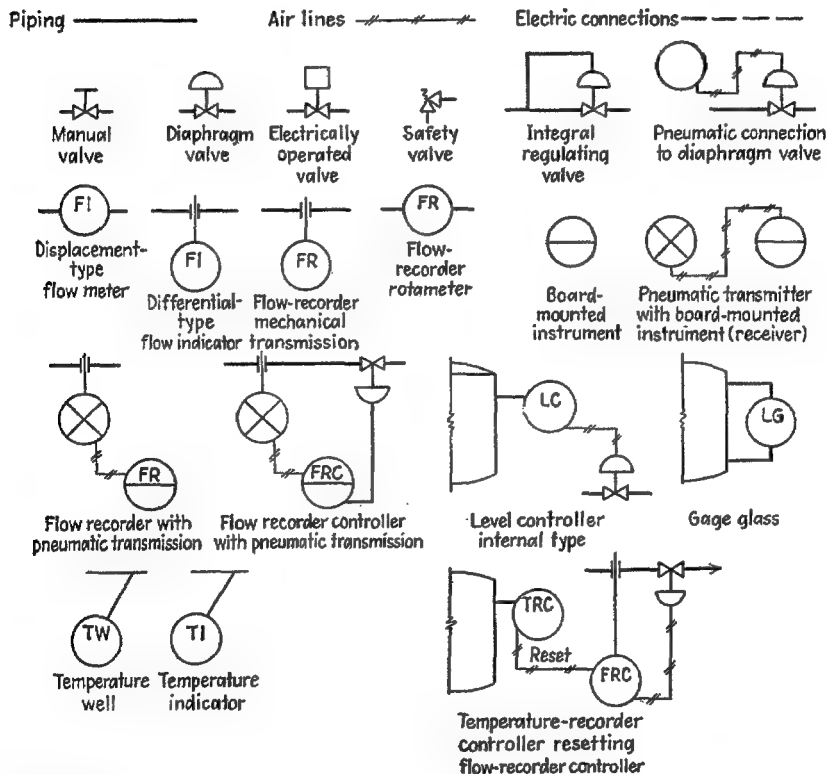 Piping
Air lines
Electric connections
Manual
valve
Diaphragm
valve
Electrically
operated
valve
Safety
valve
Integral
regulating
valve
Pneumatic connection
to diaphragm valve
FI
Displacement-
type
flow meter
FI
Differential-
type
flow indicator
FR
Flow-recorder
mechanical
transmission
FR
Flow-
recorder
rotameter
Board-
mounted
instrument
Pneumatic transmitter
with board-mounted
instrument (receiver)
FR
Flow recorder with
pneumatic transmission
FRC
Flow recorder controller
with pneumatic transmission
LC
Level controller
internal type
LG
Gage glass
TW
Temperature
well
TI
Temperature
indicator
TRC
Reset
FRC
Temperature-recorder
controller resetting
flow-recorder controller